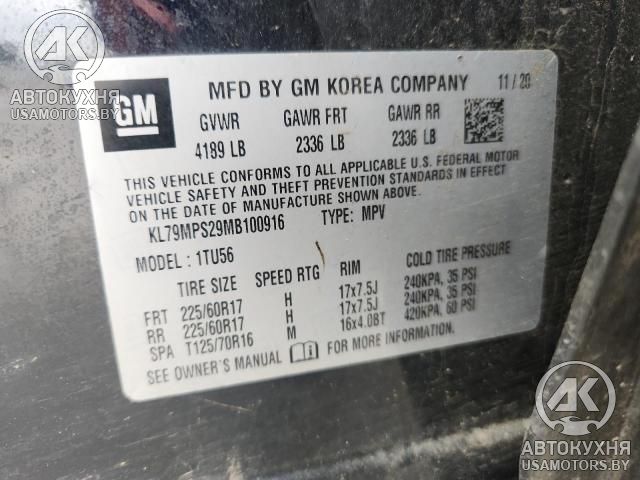 АВТОКУХНЯ
USAMOTORS.BY
АВТОКУХНЯ
USAMOTORS.BY
GM
MFD BY GM KOREA COMPANY 11/20
GVWR GAWR FRT GAWR RR
4189 LB 2336 LB 2336 LB
THIS VEHICLE CONFORMS TO ALL APPLICABLE U.S. FEDERAL MOTOR
VEHICLE SAFETY AND THEFT PREVENTION STANDARDS IN EFFECT
ON THE DATE OF MANUFACTURE SHOWN ABOVE.
KL79MPS29MB100916 TYPE: MPV
MODEL: 1TU56
TIRE SIZE SPEED RTG RIM COLD TIRE PRESSURE
FRT 225/60R17 H 17x7.5J 240KPA, 35 PSI
RR 225/60R17 H 17x7.5J 240KPA, 35 PSI
SPA T125/70R16 M 16x4.08T 420KPA, 60 PSI
SEE OWNER'S MANUAL FOR MORE INFORMATION.
АВТОКУХНЯ
USAMOTORS.BY